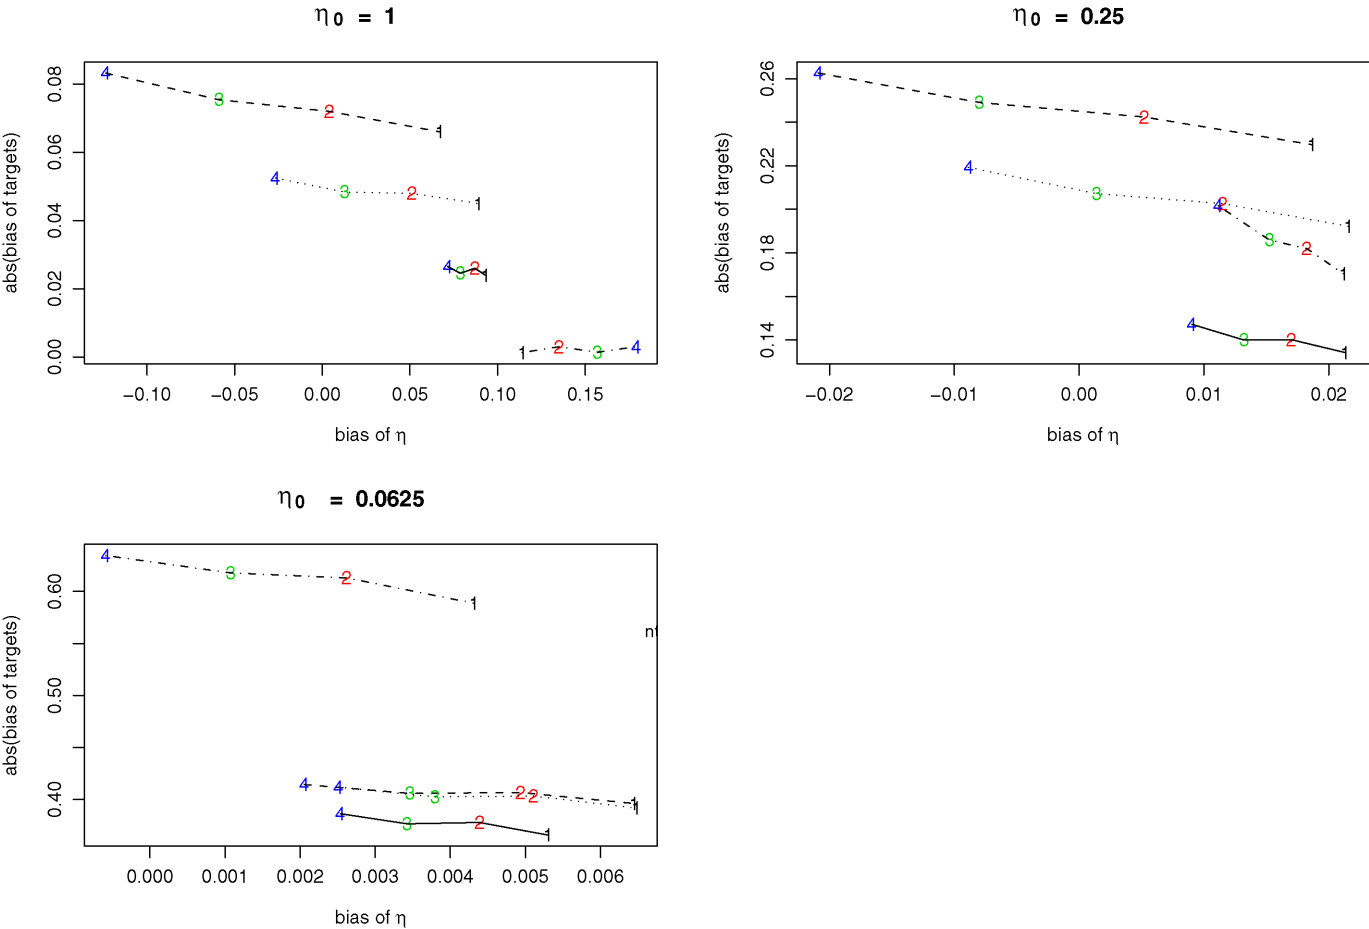 η0 = 1
abs(bias of targets)
0.08
0.06
0.04
0.02
0.00
4 3 2 1
4 3 2 1
4 3 2 1
1 2 3 4
−0.10 −0.05 0.00 0.05 0.10 0.15
bias of η
η0 = 0.25
abs(bias of targets)
0.26
0.22
0.18
0.14
4 3 2 1
4 3 2 1
4 3 2 1
4 3 2 1
−0.02 −0.01 0.00 0.01 0.02
bias of η
η0 = 0.0625
abs(bias of targets)
0.60
0.50
0.40
4 3 2 1
4 3 2 1
4 3 2 1
4 3 2 1
0.000 0.001 0.002 0.003 0.004 0.005 0.006
bias of η